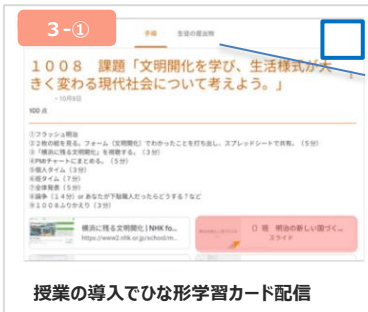 3-①
手順
生徒の提出物
１００８　課題「文明開化を学び、生活様式が大
きく変わる現代社会について考えよう。」
・10月8日
100 点
①フラッシュ明治
②２枚の絵を見る。フォーム（文明開化）でわかったことを打ち出し、スプレッドシートで共有。（５分）
③「横浜に残る文明開化」を視聴する。（３分）
④PMIチャートにまとめる。（５分）
⑤個人タイム（３分）
⑥班タイム（７分）
⑦全体発表（５分）
⑧論争（１４分）or あなたが下駄職人だったらどうする？など
⑨１００８ふりかえり（３分）
横浜に残る文明開化 | NHK fo...
https://www2.nhk.or.jp/school/m...
（）班　明治の新しい国づく...
スライド
授業の導入でひな形学習カード配信